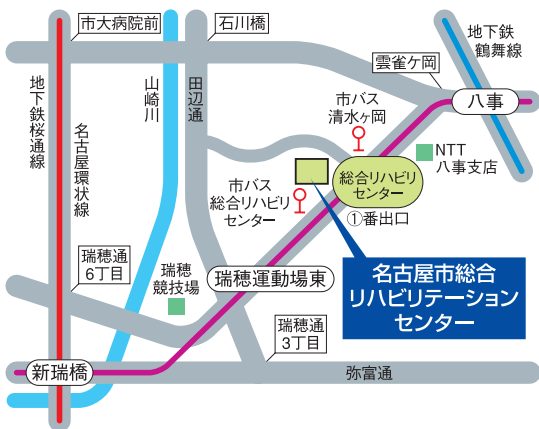 市大病院前
石川橋
地下鉄
鶴舞線
雲雀ケ岡
八事
地下鉄桜通線
名古屋環状線
山崎川
田辺通
市バス
清水ヶ岡
NTT
八事支店
総合リハビリ
センター
市バス
総合リハビリ
センター
①番出口
瑞穂通
6丁目
瑞穂
競技場
瑞穂運動場東
名古屋市総合
リハビリテーション
センター
瑞穂通
3丁目
新瑞橋
弥富通